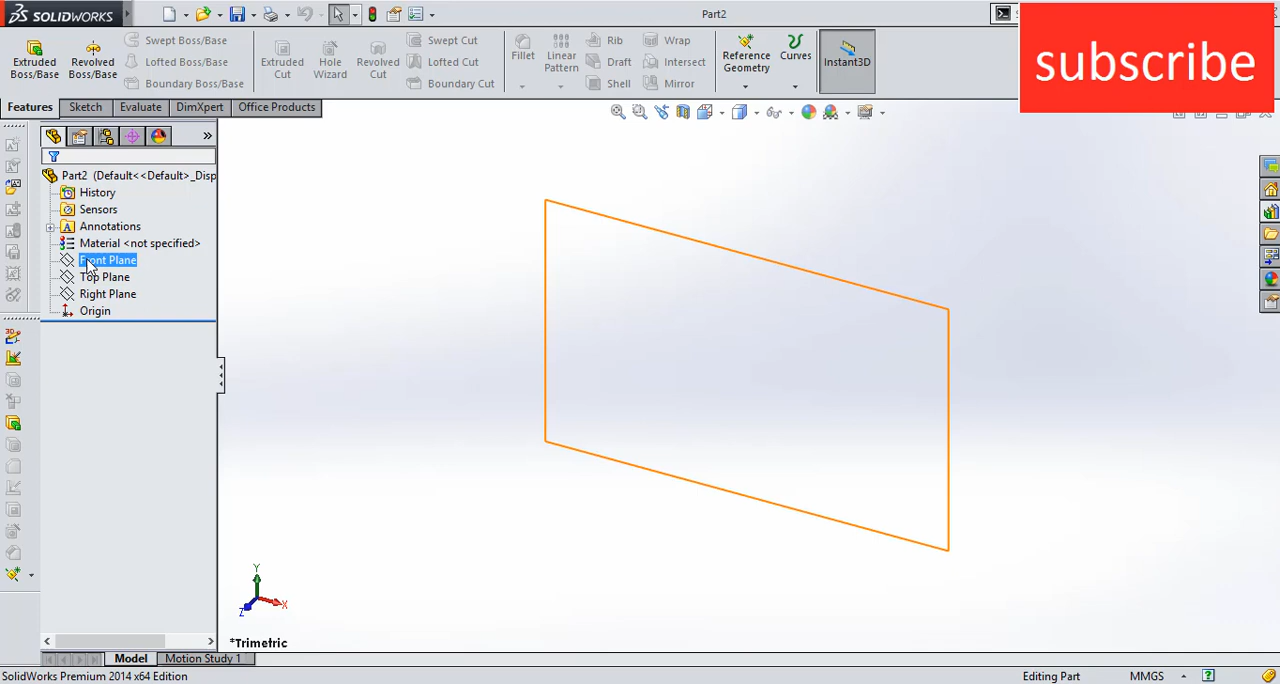 SOLIDWORKS
Part2
subscribe
Extruded Boss/Base
Revolved Boss/Base
Swept Boss/Base
Lofted Boss/Base
Boundary Boss/Base
Extruded Cut
Hole Wizard
Revolved Cut
Swept Cut
Lofted Cut
Boundary Cut
Fillet
Linear Pattern
Rib
Draft
Shell
Wrap
Intersect
Mirror
Reference Geometry
Curves
Instant3D
Features
Sketch
Evaluate
DimXpert
Office Products
Part2 (Default<<Default>_Disp
History
Sensors
Annotations
Material <not specified>
Front Plane
Top Plane
Right Plane
Origin
Y
X
Z
*Trimetric
Model
Motion Study 1
SolidWorks Premium 2014 x64 Edition
Editing Part
MMGS